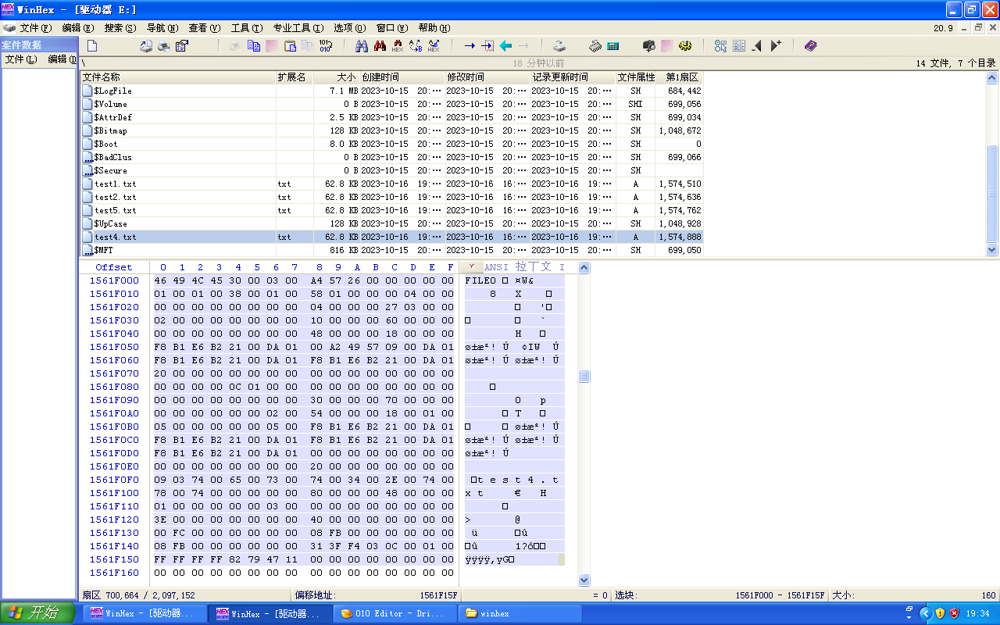 WinHex - [驱动器 E:]
文件(F) 编辑(E) 搜索(S) 导航(N) 查看(V) 工具(T) 专业工具(I) 选项(O) 窗口(W) 帮助(H) 20.9
案件数据
文件(L) 编辑(D
\ 18 分钟以前 14 文件, 7 个目录
文件名称 扩展名 大小 创建时间 修改时间 记录更新时间 文件属性 第1扇区
$LogFile 7.1 MB 2023-10-15 20:··· 2023-10-15 20:··· 2023-10-15 20:··· SH 684,442
$Volume 0 B 2023-10-15 20:··· 2023-10-15 20:··· 2023-10-15 20:··· SHI 699,056
$AttrDef 2.5 KB 2023-10-15 20:··· 2023-10-15 20:··· 2023-10-15 20:··· SH 699,034
$Bitmap 128 KB 2023-10-15 20:··· 2023-10-15 20:··· 2023-10-15 20:··· SH 1,048,672
$Boot 8.0 KB 2023-10-15 20:··· 2023-10-15 20:··· 2023-10-15 20:··· SH 0
$BadClus 0 B 2023-10-15 20:··· 2023-10-15 20:··· 2023-10-15 20:··· SH 699,066
$Secure 0 B 2023-10-15 20:··· 2023-10-15 20:··· 2023-10-15 20:··· SH
test1.txt txt 62.8 KB 2023-10-16 19:··· 2023-10-16 16:··· 2023-10-16 19:··· A 1,574,510
test2.txt txt 62.8 KB 2023-10-16 19:··· 2023-10-16 16:··· 2023-10-16 19:··· A 1,574,636
test5.txt txt 62.8 KB 2023-10-16 19:··· 2023-10-16 16:··· 2023-10-16 19:··· A 1,574,762
$UpCase 128 KB 2023-10-15 20:··· 2023-10-15 20:··· 2023-10-15 20:··· SH 1,048,928
test4.txt txt 62.8 KB 2023-10-16 19:··· 2023-10-16 16:··· 2023-10-16 19:··· A 1,574,888
$MFT 816 KB 2023-10-15 20:··· 2023-10-15 20:··· 2023-10-15 20:··· SH 699,050
Offset 0 1 2 3 4 5 6 7 8 9 A B C D E F ANSI 拉丁文 I
1561F000 46 49 4C 45 30 00 03 00 A4 57 26 00 00 00 00 00 FILE0 □ ¤W&
1561F010 01 00 01 00 38 00 01 00 58 01 00 00 00 04 00 00 8 X □
1561F020 00 00 00 00 00 00 00 00 04 00 00 00 27 03 00 00 □ '□
1561F030 02 00 00 00 00 00 00 00 10 00 00 00 60 00 00 00 □ □ `
1561F040 00 00 00 00 00 00 00 00 48 00 00 00 18 00 00 00 H □
1561F050 F8 B1 E6 B2 21 00 DA 01 00 A2 49 57 09 00 DA 01 ø±æ²! Ú ¢IW Ú
1561F060 F8 B1 E6 B2 21 00 DA 01 F8 B1 E6 B2 21 00 DA 01 ø±æ²! Ú ø±æ²! Ú
1561F070 20 00 00 00 00 00 00 00 00 00 00 00 00 00 00 00
1561F080 00 00 00 00 0C 01 00 00 00 00 00 00 00 00 00 00 □
1561F090 00 00 00 00 00 00 00 00 30 00 00 00 70 00 00 00 0 p
1561F0A0 00 00 00 00 00 00 02 00 54 00 00 00 18 00 01 00 □ T □
1561F0B0 05 00 00 00 00 00 05 00 F8 B1 E6 B2 21 00 DA 01 □ □ ø±æ²! Ú
1561F0C0 F8 B1 E6 B2 21 00 DA 01 F8 B1 E6 B2 21 00 DA 01 ø±æ²! Ú ø±æ²! Ú
1561F0D0 F8 B1 E6 B2 21 00 DA 01 00 00 00 00 00 00 00 00 ø±æ²! Ú
1561F0E0 00 00 00 00 00 00 00 00 20 00 00 00 00 00 00 00
1561F0F0 09 03 74 00 65 00 73 00 74 00 34 00 2E 00 74 00 □t e s t 4 . t
1561F100 78 00 74 00 00 00 00 00 80 00 00 00 48 00 00 00 x t € H
1561F110 01 00 00 00 00 00 03 00 00 00 00 00 00 00 00 00 □
1561F120 3E 00 00 00 00 00 00 00 40 00 00 00 00 00 00 00 > @
1561F130 00 FC 00 00 00 00 00 00 08 FB 00 00 00 00 00 00 ü □û
1561F140 08 FB 00 00 00 00 00 00 31 3F F4 03 0C 00 01 00 □û 1?ô□□
1561F150 FF FF FF FF 82 79 47 11 00 00 00 00 00 00 00 00 ÿÿÿÿ‚yG□
1561F160 00 00 00 00 00 00 00 00 00 00 00 00 00 00 00 00
扇区 700,664 / 2,097,152 偏移地址: 1561F15F = 0 选块: 1561F000 - 1561F15F 大小: 160
开始 WinHex - [驱动器... WinHex - [驱动器... 010 Editor - Dri... winhex 19:34